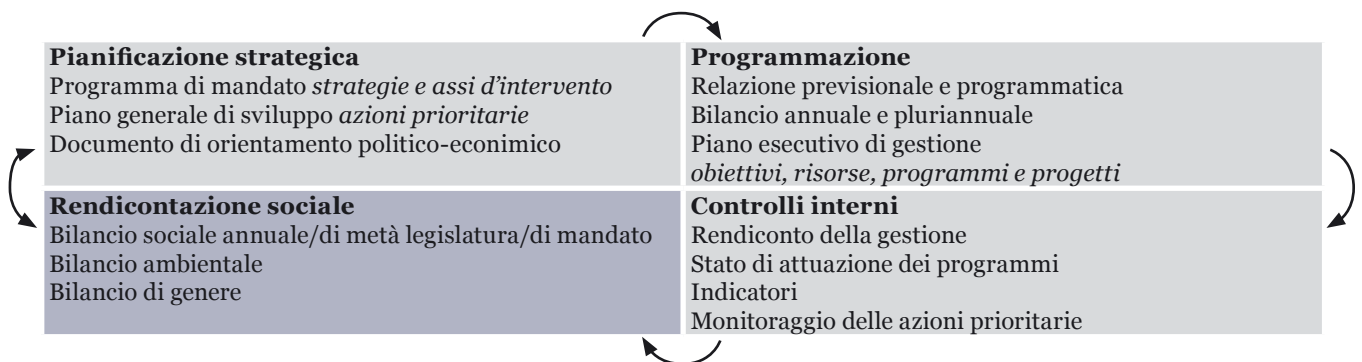 Pianificazione strategica
Programma di mandato strategie e assi d'intervento
Piano generale di sviluppo azioni prioritarie
Documento di orientamento politico-econimico
Programmazione
Relazione previsionale e programmatica
Bilancio annuale e pluriannuale
Piano esecutivo di gestione
obiettivi, risorse, programmi e progetti
Rendicontazione sociale
Bilancio sociale annuale/di metà legislatura/di mandato
Bilancio ambientale
Bilancio di genere
Controlli interni
Rendiconto della gestione
Stato di attuazione dei programmi
Indicatori
Monitoraggio delle azioni prioritarie